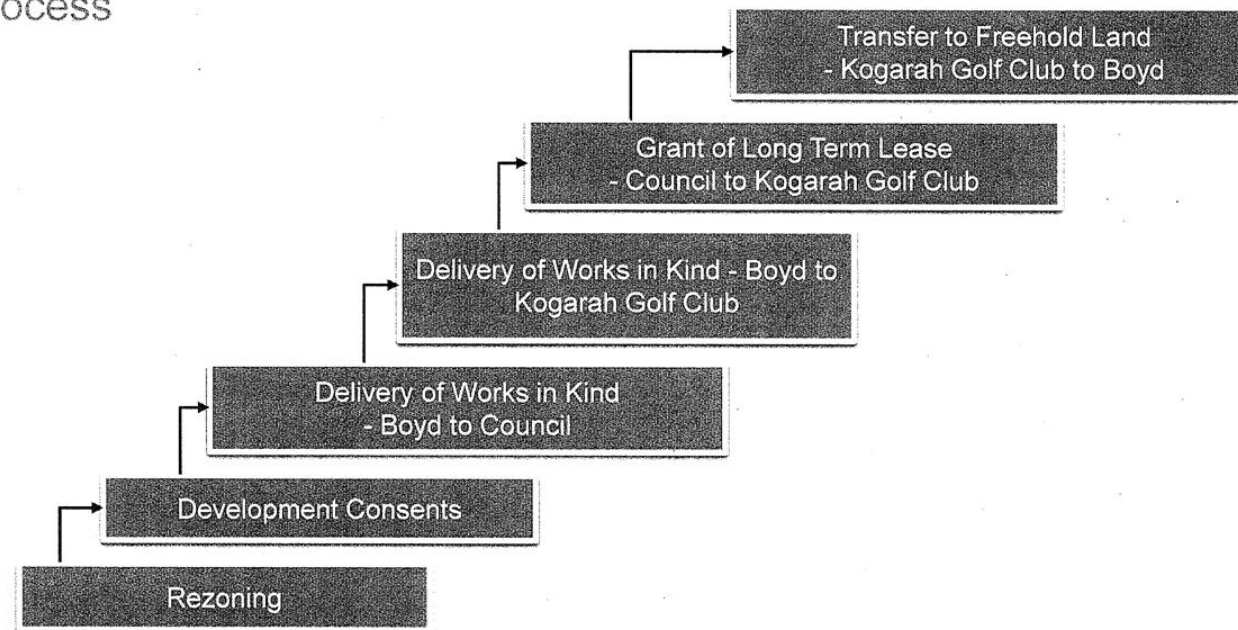 Transfer to Freehold Land
- Kogarah Golf Club to Boyd
Grant of Long Term Lease
- Council to Kogarah Golf Club
Delivery of Works in Kind - Boyd to
Kogarah Golf Club
Delivery of Works in Kind
- Boyd to Council
Development Consents
Rezoning